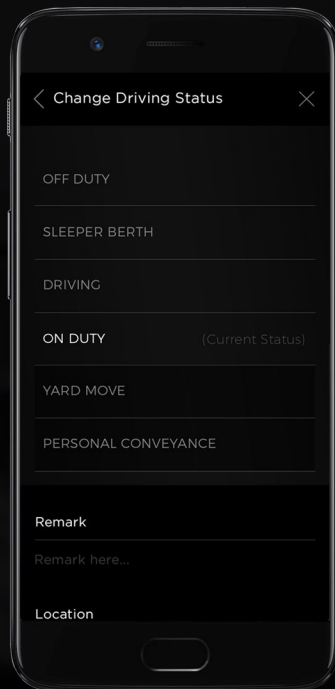 Change Driving Status
OFF DUTY
SLEEPER BERTH
DRIVING
ON DUTY (Current Status)
YARD MOVE
PERSONAL CONVEYANCE
Remark
Remark here...
Location